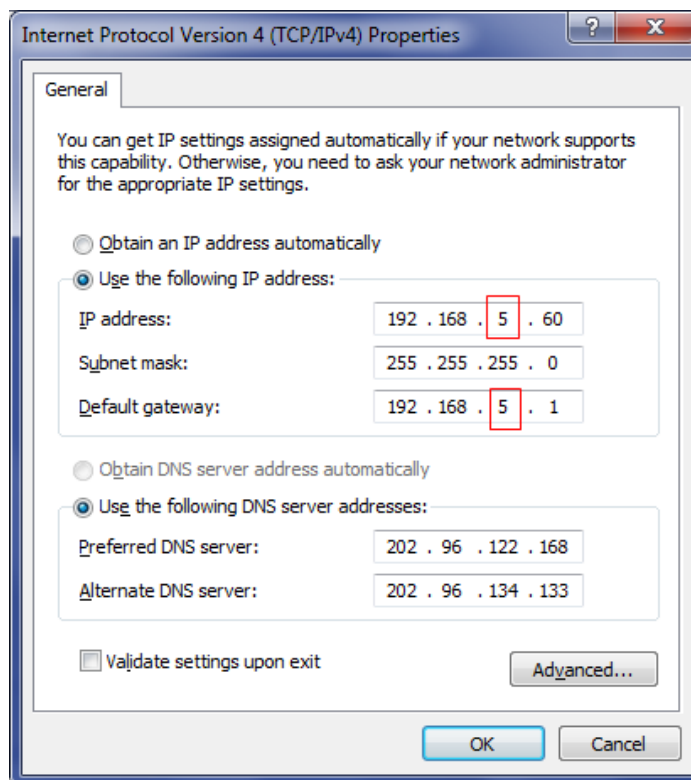 Internet Protocol Version 4 (TCP/IPv4) Properties
General
You can get IP settings assigned automatically if your network supports
this capability. Otherwise, you need to ask your network administrator
for the appropriate IP settings.
Obtain an IP address automatically
Use the following IP address:
IP address: 192 . 168 . 5 . 60
Subnet mask: 255 . 255 . 255 . 0
Default gateway: 192 . 168 . 5 . 1
Obtain DNS server address automatically
Use the following DNS server addresses:
Preferred DNS server: 202 . 96 . 122 . 168
Alternate DNS server: 202 . 96 . 134 . 133
Validate settings upon exit
Advanced...
OK Cancel